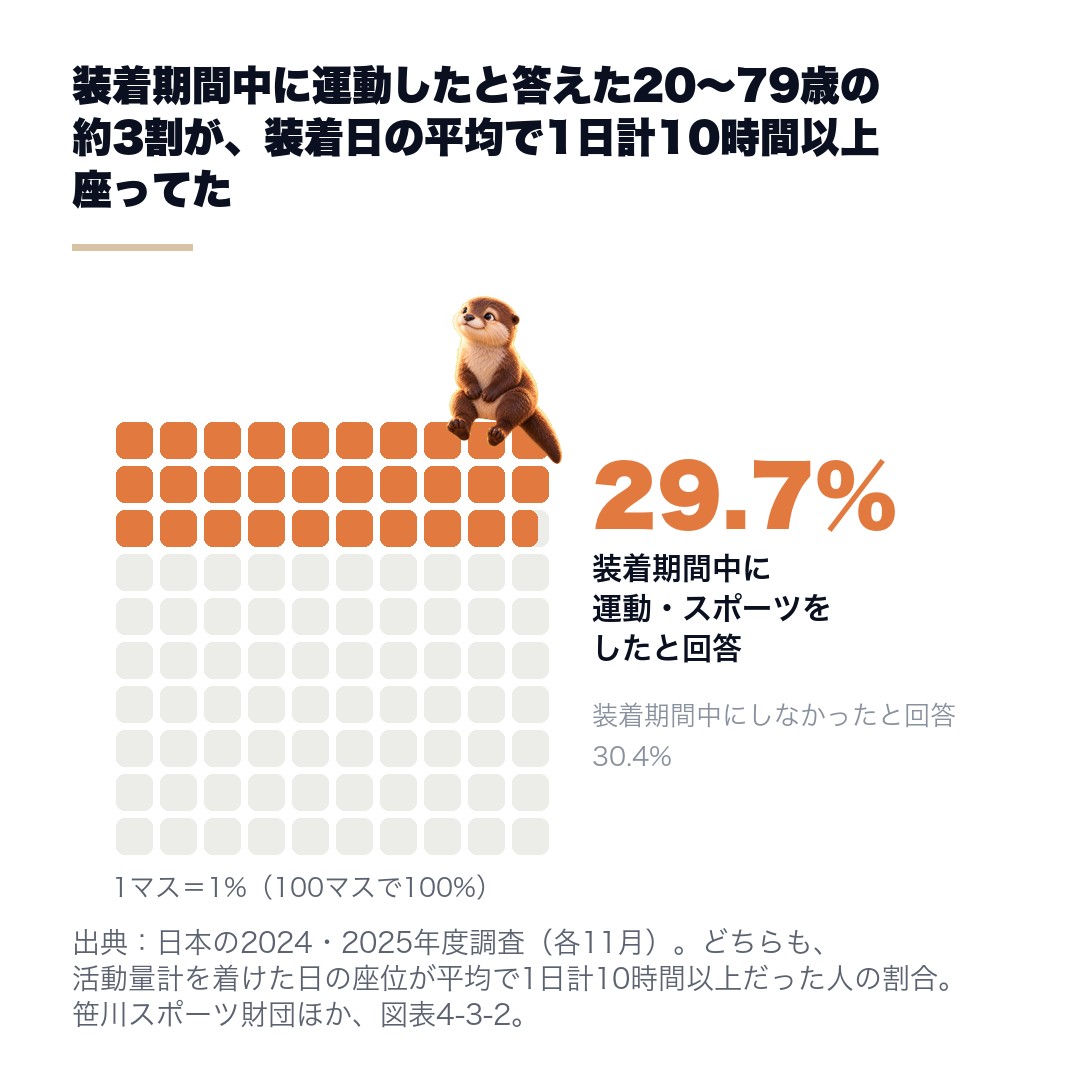 装着期間中に運動したと答えた20〜79歳の
約3割が、装着日の平均で1日計10時間以上
座ってた
29.7%
装着期間中に
運動・スポーツを
したと回答
装着期間中にしなかったと回答
30.4%
1マス＝1%（100マスで100%）
出典：日本の2024・2025年度調査（各11月）。どちらも、
活動量計を着けた日の座位が平均で1日計10時間以上だった人の割合。
笹川スポーツ財団ほか、図表4-3-2。